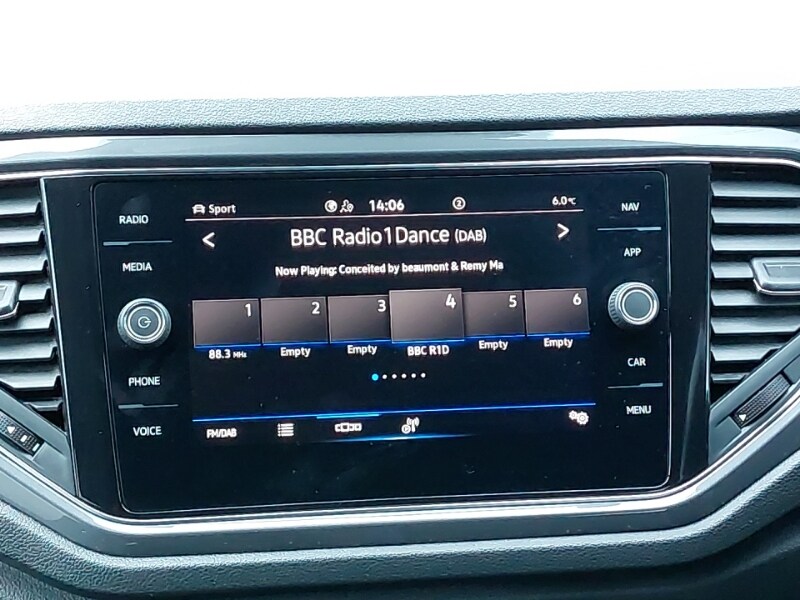 Sport 14:06 2 6.0°C
< BBC Radio1Dance (DAB) >
Now Playing: Conceited by beaumont & Remy Ma
1 2 3 4 5 6
88.3 MHz Empty Empty BBC R1D Empty Empty
FM/DAB
RADIO
MEDIA
PHONE
VOICE
NAV
APP
CAR
MENU